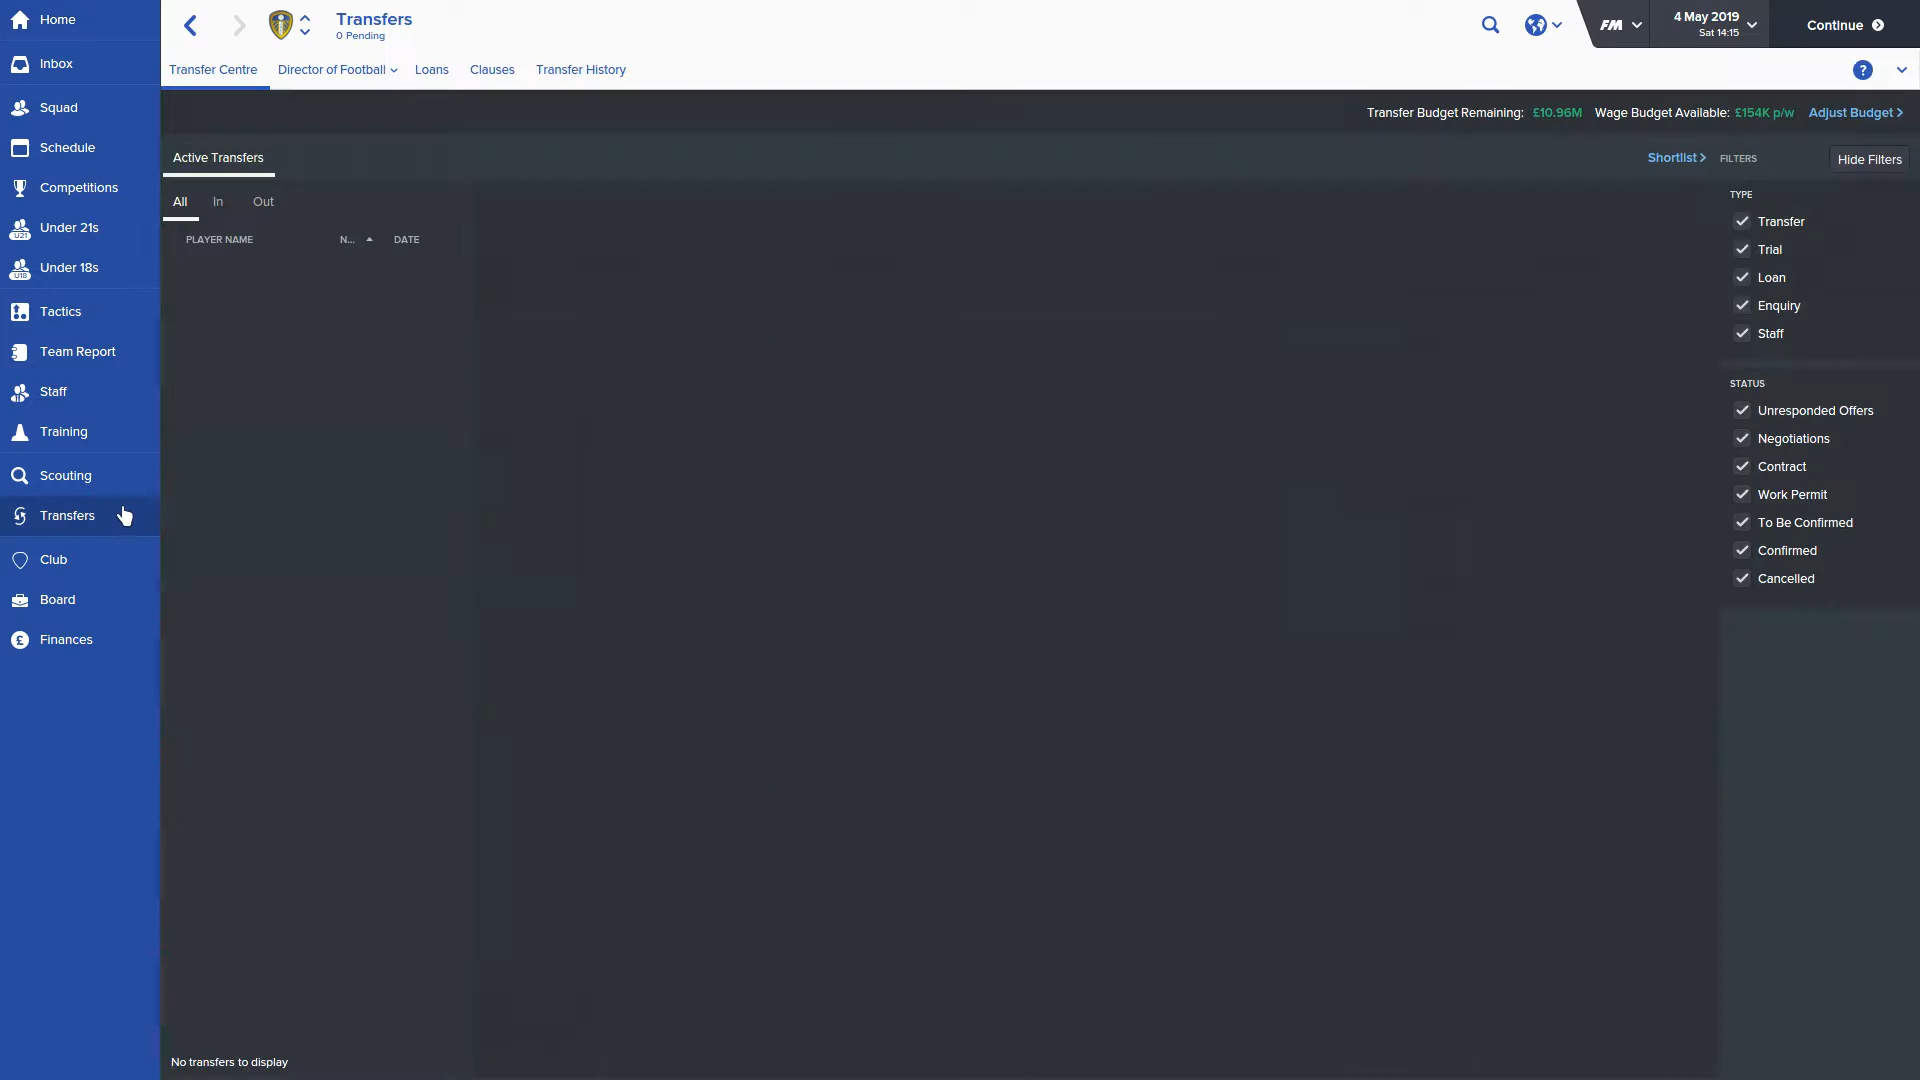 Home
Inbox
Squad
Schedule
Competitions
U21
Under 21s
U18
Under 18s
Tactics
Team Report
Staff
Training
Scouting
Transfers
Club
Board
£
Finances
Transfers
0 Pending
FM
4 May 2019
Sat 14:15
Continue
Transfer Centre
Director of Football
Loans
Clauses
Transfer History
?
Transfer Budget Remaining: £10.96M Wage Budget Available: £154K p/w Adjust Budget >
Active Transfers
Shortlist >
FILTERS
Hide Filters
All
In
Out
PLAYER NAME
N...
DATE
TYPE
Transfer
Trial
Loan
Enquiry
Staff
STATUS
Unresponded Offers
Negotiations
Contract
Work Permit
To Be Confirmed
Confirmed
Cancelled
No transfers to display